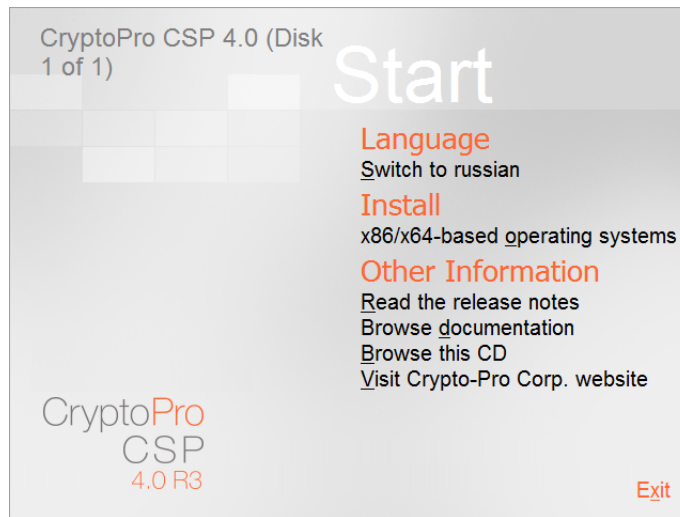 CryptoPro CSP 4.0 (Disk
1 of 1)
Start
Language
Switch to russian
Install
x86/x64-based operating systems
Other Information
Read the release notes
Browse documentation
Browse this CD
Visit Crypto-Pro Corp. website
CryptoPro
CSP
4.0 R3
Exit